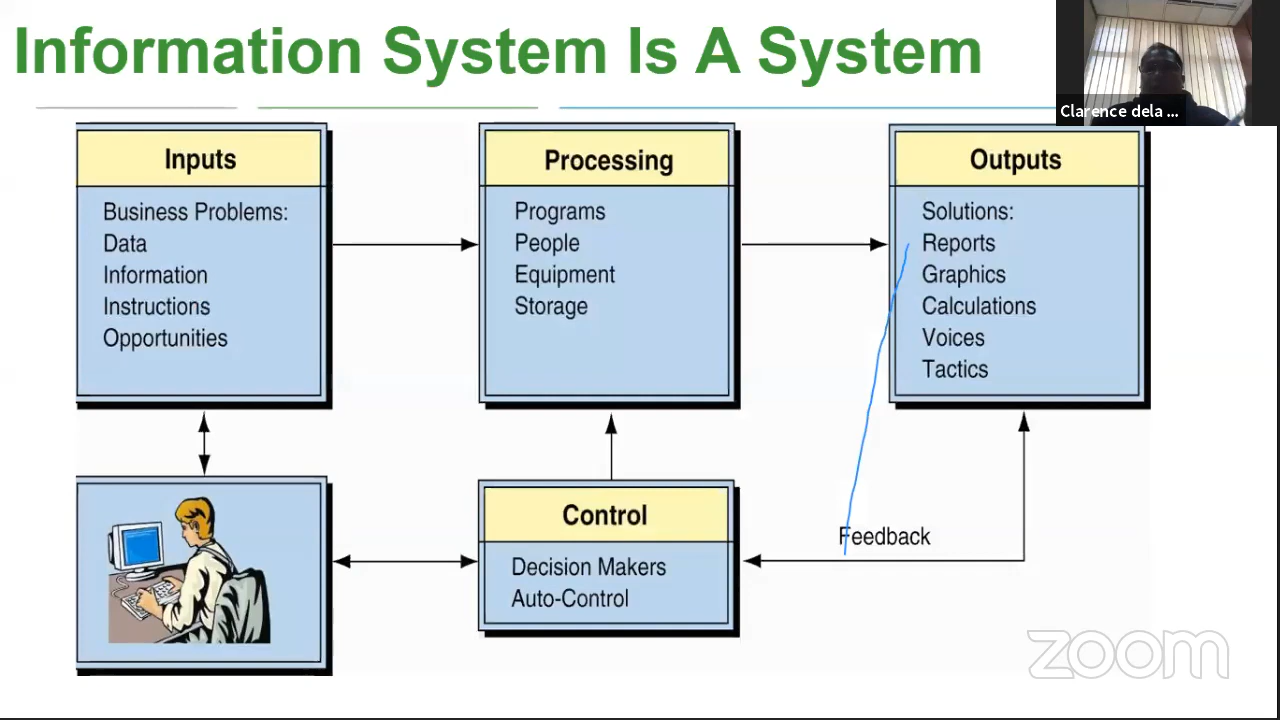 Information System Is A System
Clarence dela ...
Inputs
Business Problems:
Data
Information
Instructions
Opportunities
Processing
Programs
People
Equipment
Storage
Outputs
Solutions:
Reports
Graphics
Calculations
Voices
Tactics
Control
Decision Makers
Auto-Control
Feedback
zoom